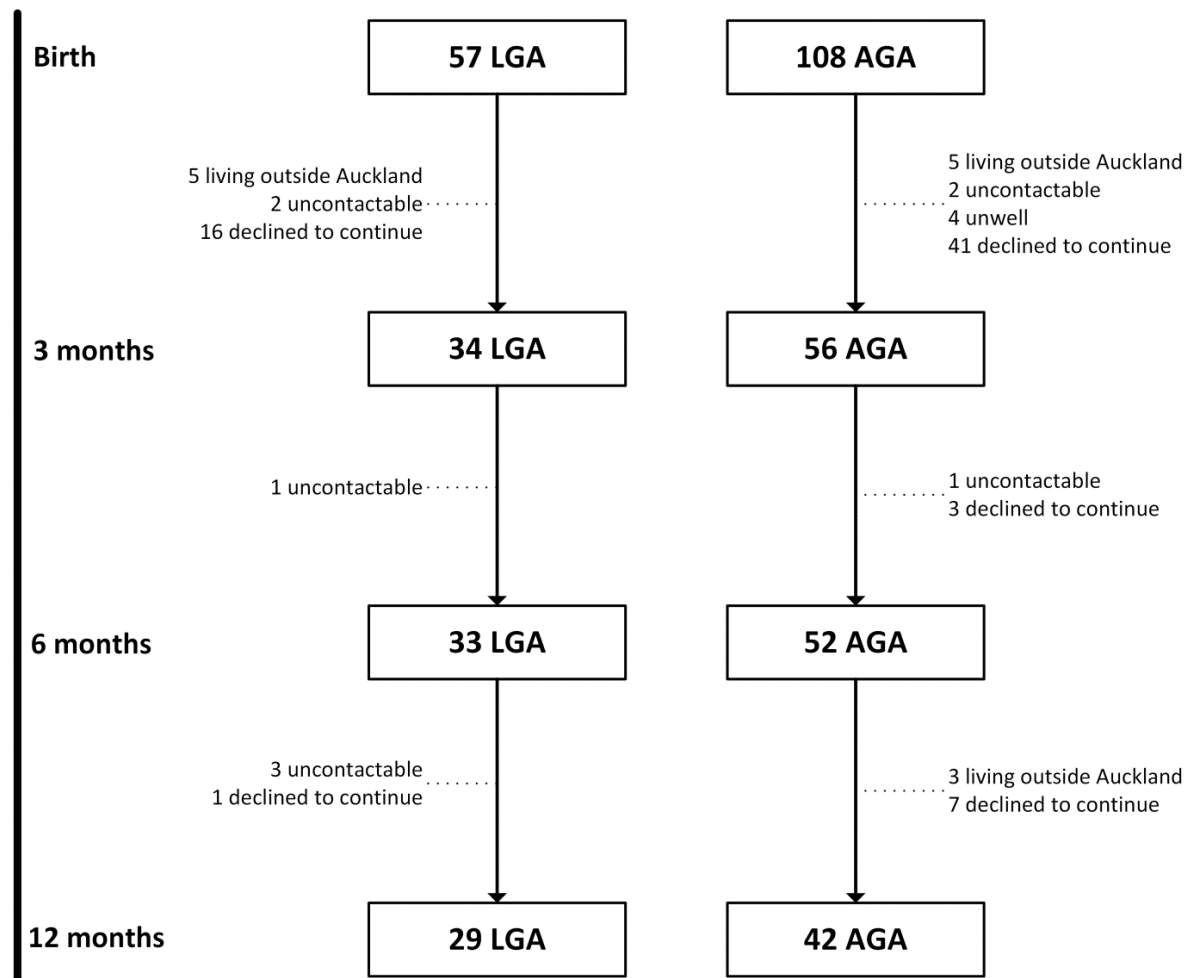 Birth
57 LGA
108 AGA
5 living outside Auckland
2 uncontactable
16 declined to continue
5 living outside Auckland
2 uncontactable
4 unwell
41 declined to continue
3 months
34 LGA
56 AGA
1 uncontactable
1 uncontactable
3 declined to continue
6 months
33 LGA
52 AGA
3 uncontactable
1 declined to continue
3 living outside Auckland
7 declined to continue
12 months
29 LGA
42 AGA